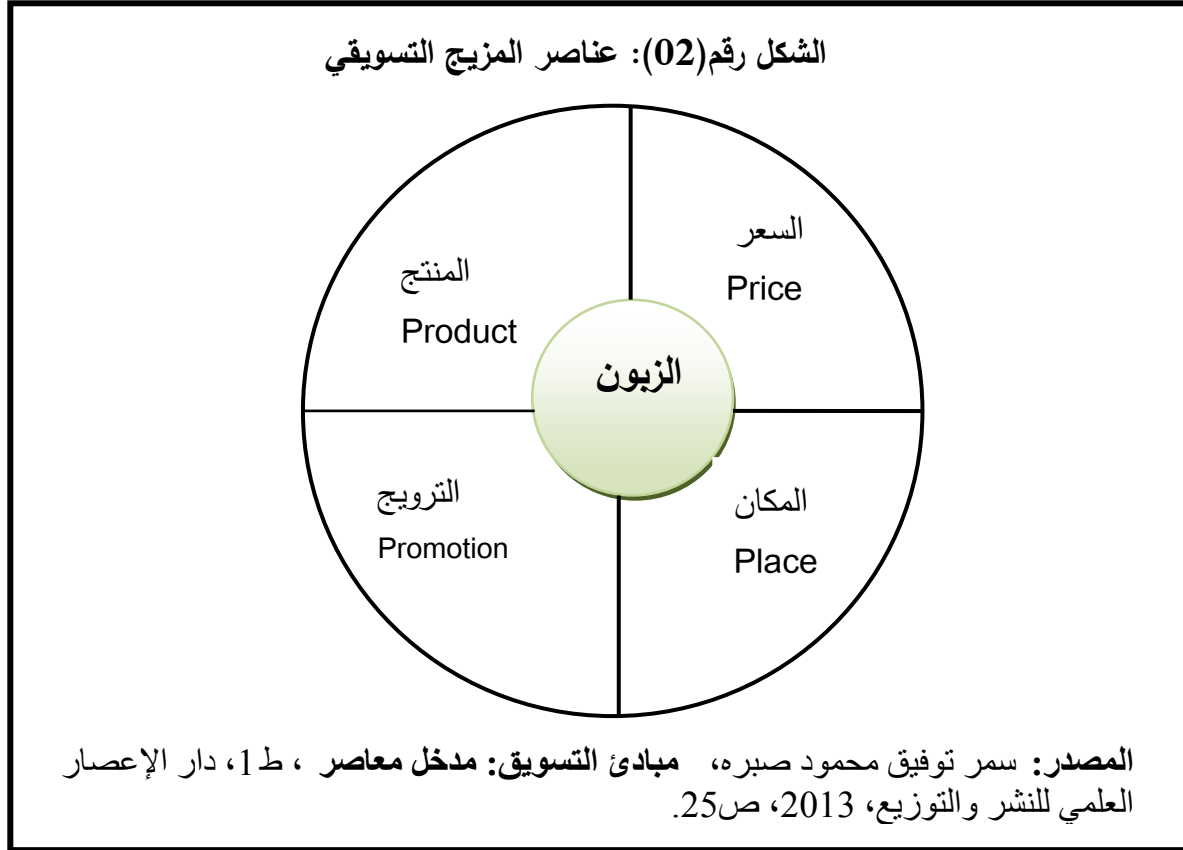 الشكل رقم(02): عناصر المزيج التسويقي
السعر
Price
المنتج
Product
الزبون
الترويج
Promotion
المكان
Place
المصدر: سمر توفيق محمود صبره، مبادئ التسويق: مدخل معاصر ، ط1، دار الإعصار
العلمي للنشر والتوزيع، 2013، ص25.